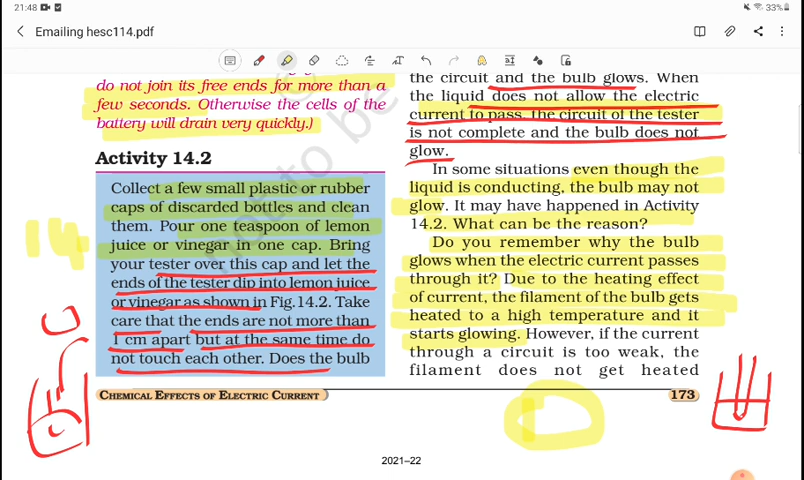 21:48
33%
Emailing hesc114.pdf
do not join its free ends for more than a
few seconds. Otherwise the cells of the
battery will drain very quickly.)
Activity 14.2
Collect a few small plastic or rubber
caps of discarded bottles and clean
them. Pour one teaspoon of lemon
juice or vinegar in one cap. Bring
your tester over this cap and let the
ends of the tester dip into lemon juice
or vinegar as shown in Fig.14.2. Take
care that the ends are not more than
1 cm apart but at the same time do
not touch each other. Does the bulb
14
the circuit and the bulb glows. When
the liquid does not allow the electric
current to pass, the circuit of the tester
is not complete and the bulb does not
glow.
In some situations even though the
liquid is conducting, the bulb may not
glow. It may have happened in Activity
14.2. What can be the reason?
Do you remember why the bulb
glows when the electric current passes
through it? Due to the heating effect
of current, the filament of the bulb gets
heated to a high temperature and it
starts glowing. However, if the current
through a circuit is too weak, the
filament does not get heated
CHEMICAL EFFECTS OF ELECTRIC CURRENT
173
2021–22
not to be